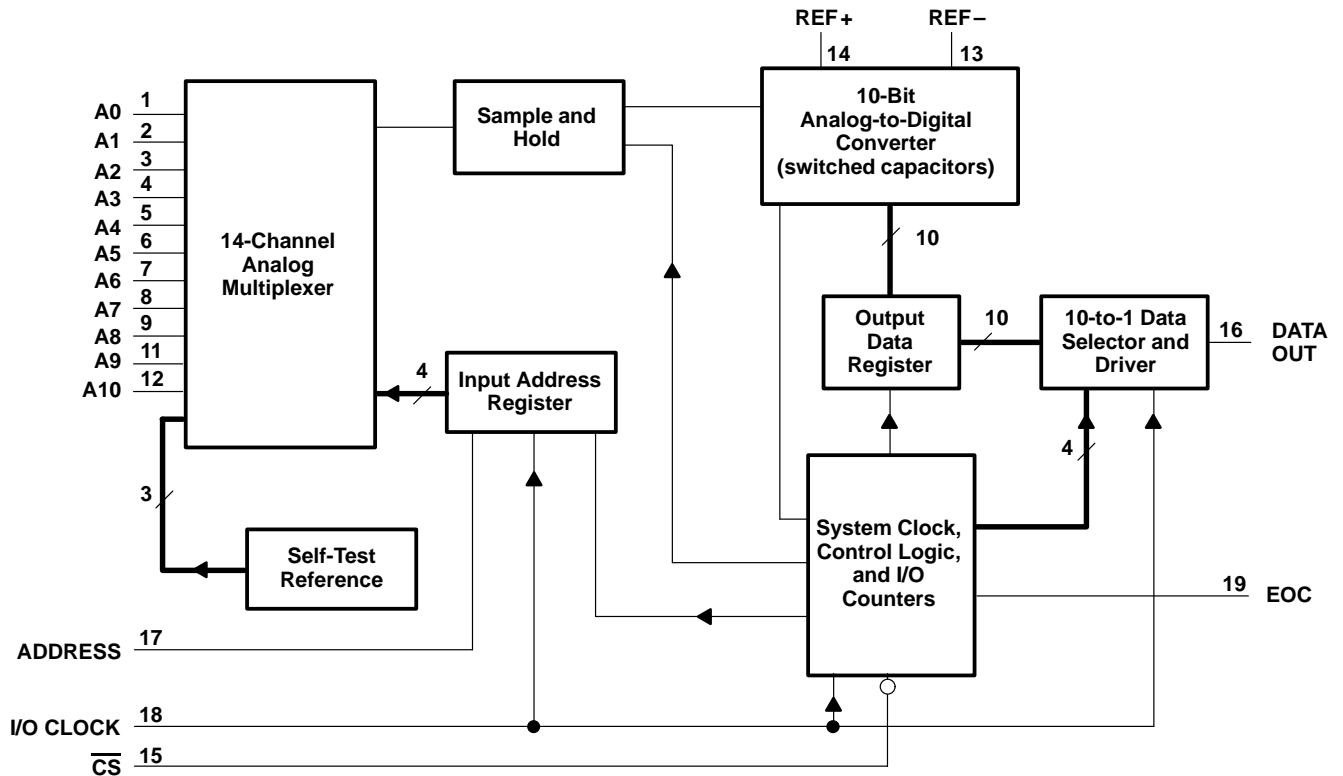 REF+
REF–
14
13
10-Bit
Analog-to-Digital
Converter
(switched capacitors)
Sample and
Hold
14-Channel
Analog
Multiplexer
A0 1
A1 2
A2 3
A3 4
A4 5
A5 6
A6 7
A7 8
A8 9
A9 11
A10 12
10
Output
Data
Register
10
10-to-1 Data
Selector and
Driver
16
DATA
OUT
4
Input Address
Register
4
3
Self-Test
Reference
System Clock,
Control Logic,
and I/O
Counters
19
EOC
ADDRESS 17
I/O CLOCK 18
CS 15